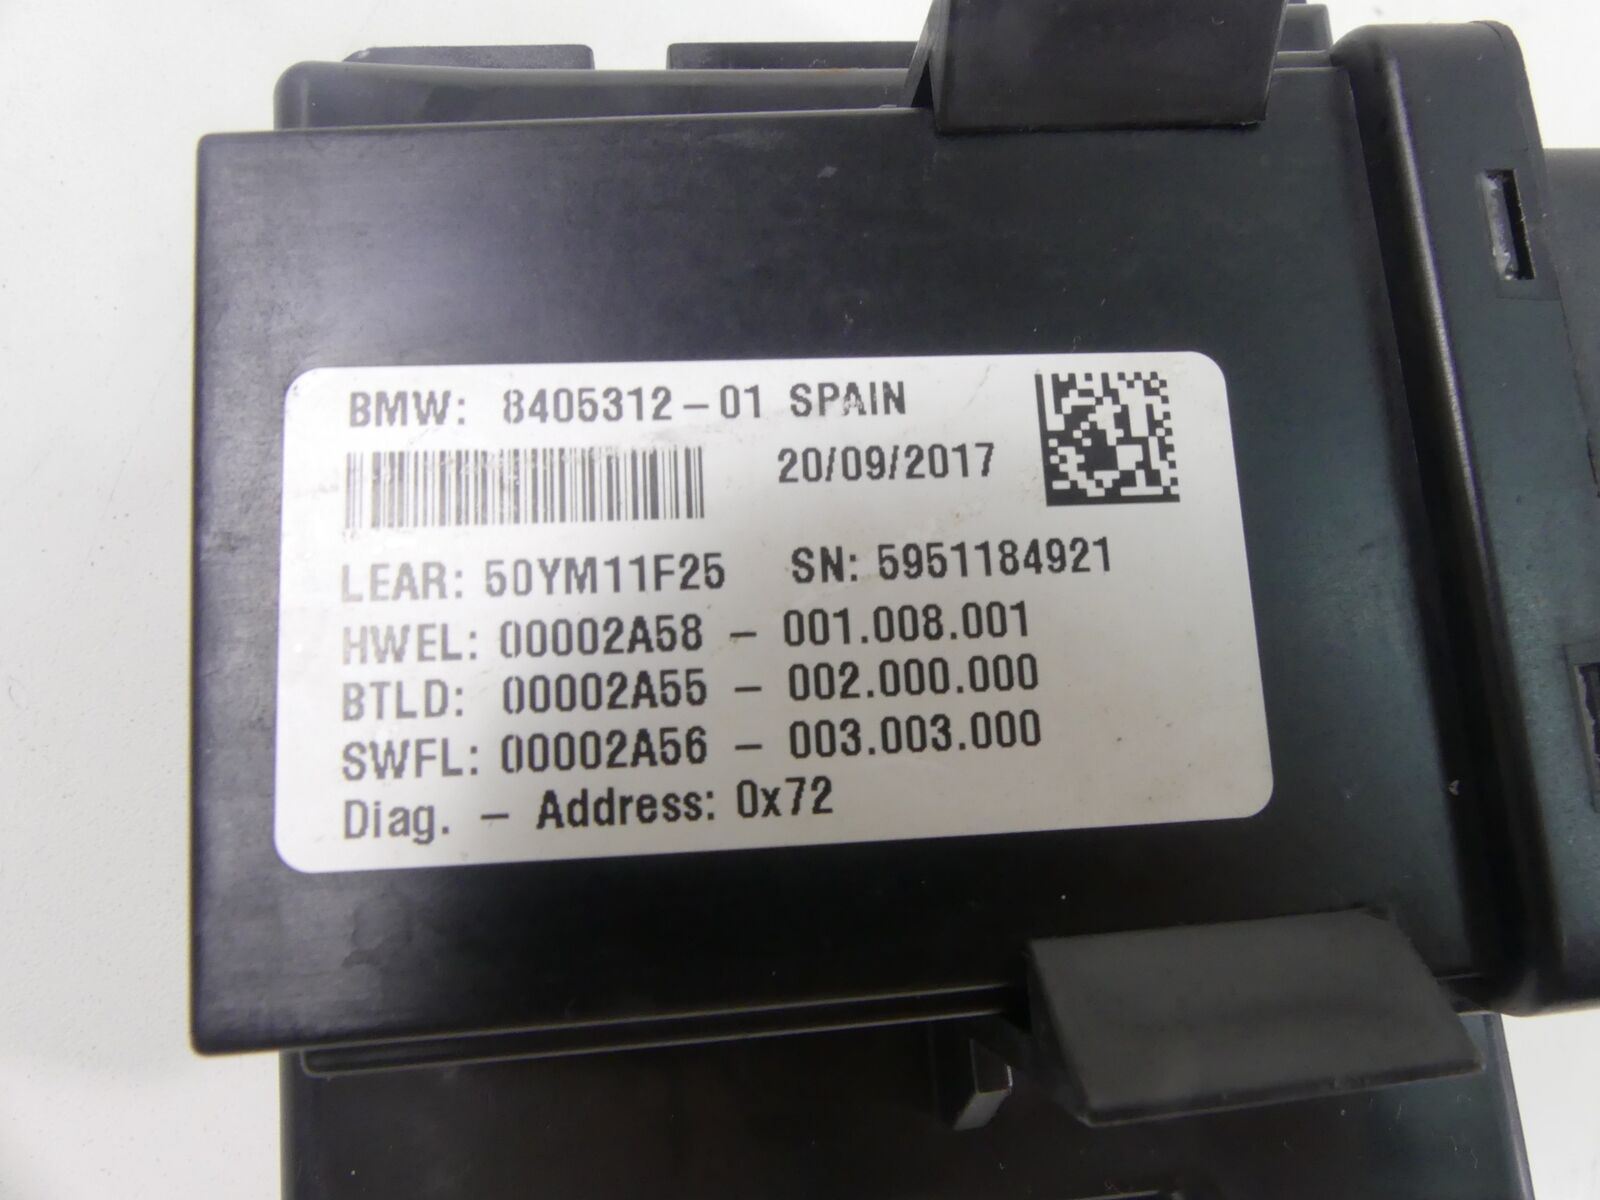 BMW: 8405312-01 SPAIN
20/09/2017
LEAR: 50YM11F25 SN: 5951184921
HWEL: 00002A58 - 001.008.001
BTLD: 00002A55 - 002.000.000
SWFL: 00002A56 - 003.003.000
Diag. - Address: 0x72